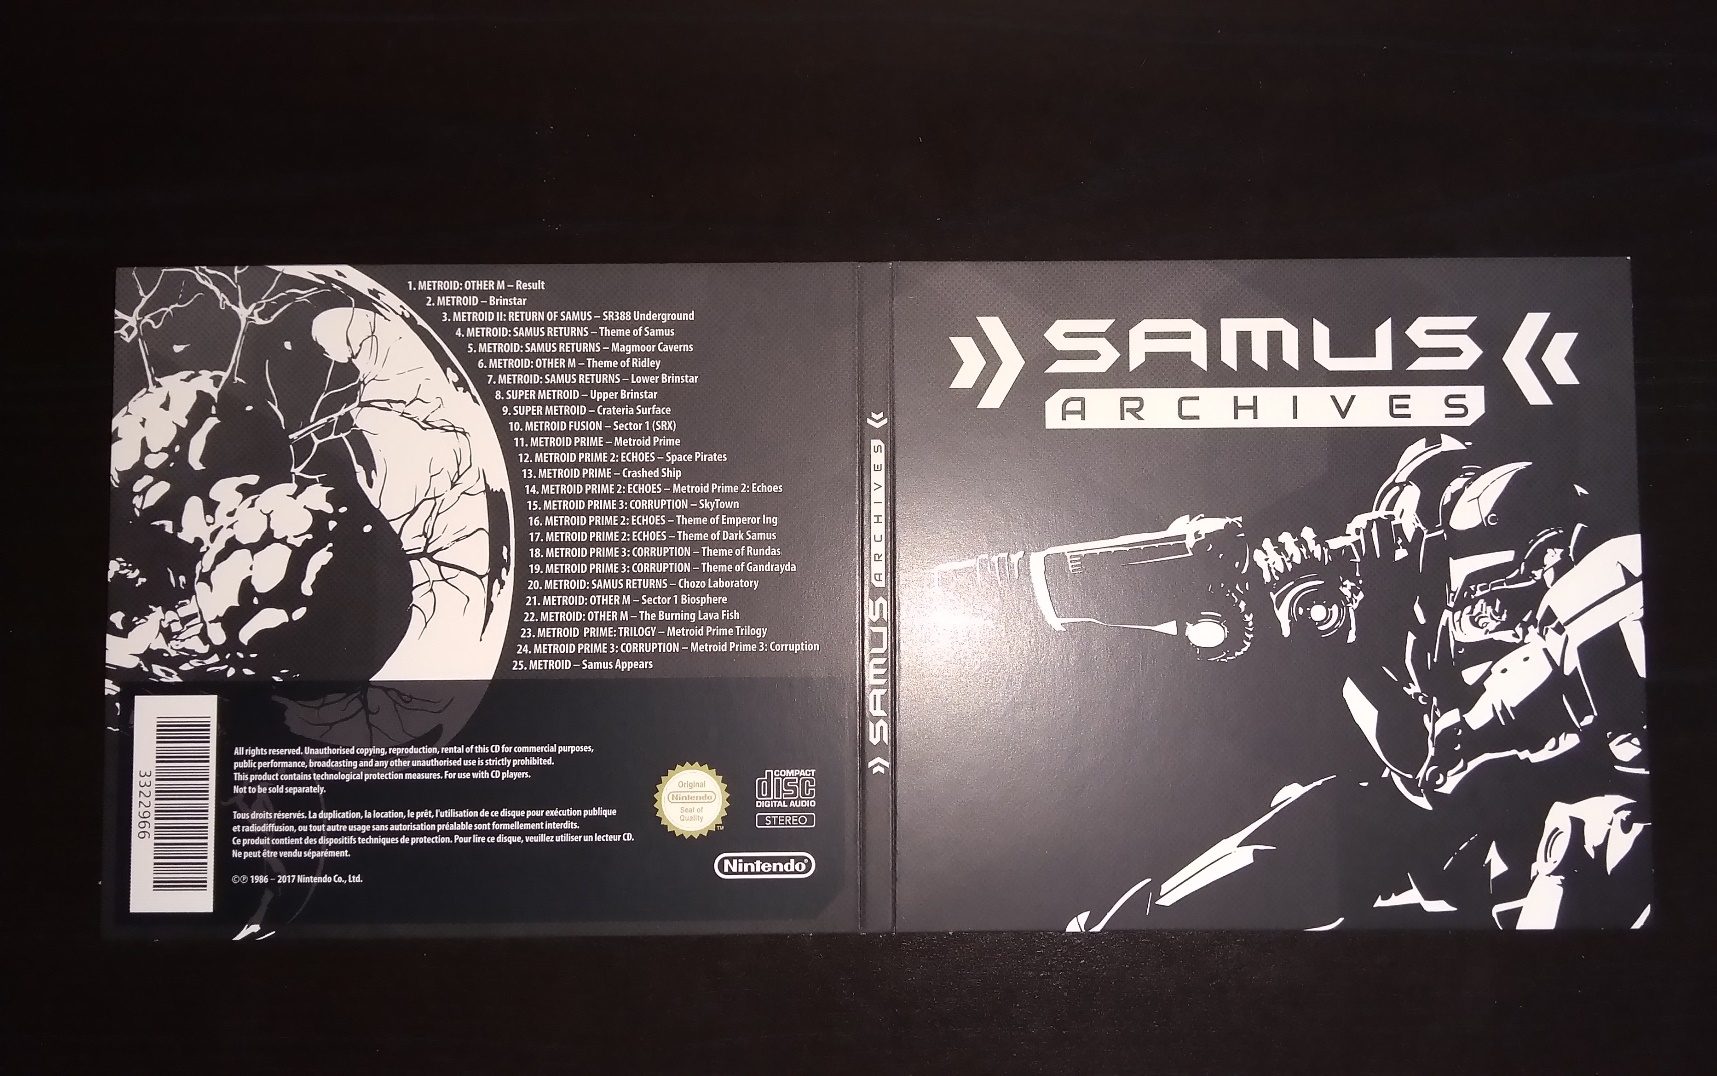 1. METROID: OTHER M – Result
2. METROID – Brinstar
3. METROID II: RETURN OF SAMUS – SR388 Underground
4. METROID: SAMUS RETURNS – Theme of Samus
5. METROID: SAMUS RETURNS – Magmoor Caverns
6. METROID: OTHER M – Theme of Ridley
7. METROID: SAMUS RETURNS – Lower Brinstar
8. SUPER METROID – Upper Brinstar
9. SUPER METROID – Crateria Surface
10. METROID FUSION – Sector 1 (SRX)
11. METROID PRIME – Metroid Prime
12. METROID PRIME 2: ECHOES – Space Pirates
13. METROID PRIME – Crashed Ship
14. METROID PRIME 2: ECHOES – Metroid Prime 2: Echoes
15. METROID PRIME 3: CORRUPTION – SkyTown
16. METROID PRIME 2: ECHOES – Theme of Emperor Ing
17. METROID PRIME 2: ECHOES – Theme of Dark Samus
18. METROID PRIME 3: CORRUPTION – Theme of Rundas
19. METROID PRIME 3: CORRUPTION – Theme of Gandrayda
20. METROID: SAMUS RETURNS – Chozo Laboratory
21. METROID: OTHER M – Sector 1 Biosphere
22. METROID: OTHER M – The Burning Lava Fish
23. METROID PRIME: TRILOGY – Metroid Prime Trilogy
24. METROID PRIME 3: CORRUPTION – Metroid Prime 3: Corruption
25. METROID – Samus Appears
3322966
All rights reserved. Unauthorised copying, reproduction, rental of this CD for commercial purposes,
public performance, broadcasting and any other unauthorised use is strictly prohibited.
This product contains technological protection measures. For use with CD players.
Not to be sold separately.
Tous droits réservés. La duplication, la location, le prêt, l'utilisation de ce disque pour exécution publique
et radiodiffusion, ou tout autre usage sans autorisation préalable sont formellement interdits.
Ce produit contient des dispositifs techniques de protection. Pour lire ce disque, veuillez utiliser un lecteur CD.
Ne peut être vendu séparément.
©℗ 1986 – 2017 Nintendo Co., Ltd.
Original
Nintendo
Seal of
Quality
TM
COMPACT
disc
DIGITAL AUDIO
STEREO
Nintendo®
SAMUS ARCHIVES
SAMUS
ARCHIVES